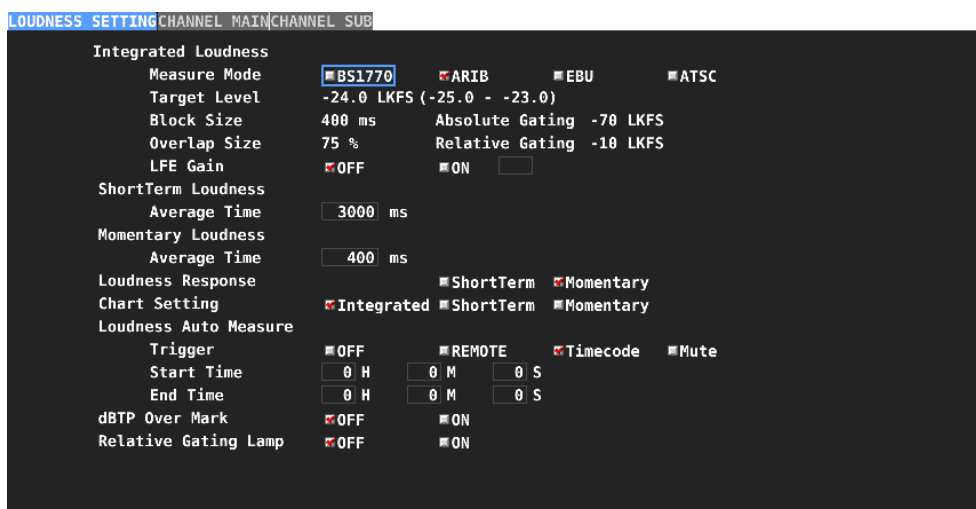 LOUDNESS SETTING CHANNEL MAIN CHANNEL SUB
Integrated Loudness
Measure Mode BS1770 ARIB EBU ATSC
Target Level -24.0 LKFS (-25.0 - -23.0)
Block Size 400 ms Absolute Gating -70 LKFS
Overlap Size 75 % Relative Gating -10 LKFS
LFE Gain OFF ON
ShortTerm Loudness
Average Time 3000 ms
Momentary Loudness
Average Time 400 ms
Loudness Response ShortTerm Momentary
Chart Setting Integrated ShortTerm Momentary
Loudness Auto Measure
Trigger OFF REMOTE Timecode Mute
Start Time 0 H 0 M 0 S
End Time 0 H 0 M 0 S
dBTP Over Mark OFF ON
Relative Gating Lamp OFF ON